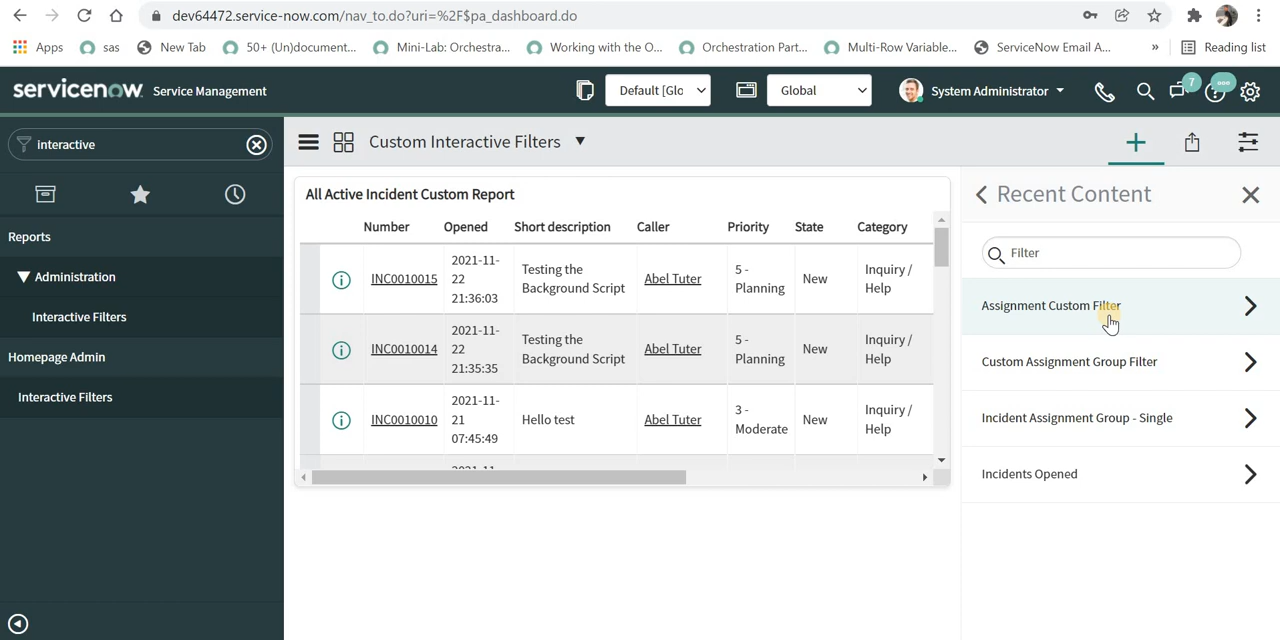 dev64472.service-now.com/nav_to.do?uri=%2F$pa_dashboard.do
Apps
sas
New Tab
50+ (Un)document...
Mini-Lab: Orchestra...
Working with the O...
Orchestration Part...
Multi-Row Variable...
ServiceNow Email A...
»
Reading list
servicenow Service Management
Default [Glo
Global
System Administrator
7
interactive
Custom Interactive Filters
Reports
Administration
Interactive Filters
Homepage Admin
Interactive Filters
All Active Incident Custom Report
Number Opened Short description Caller Priority State Category
INC0010015
2021-11-
22
21:36:03
Testing the
Background Script
Abel Tuter
5 -
Planning
New
Inquiry /
Help
INC0010014
2021-11-
22
21:35:35
Testing the
Background Script
Abel Tuter
5 -
Planning
New
Inquiry /
Help
INC0010010
2021-11-
21
07:45:49
Hello test
Abel Tuter
3 -
Moderate
New
Inquiry /
Help
Recent Content
Filter
Assignment Custom Filter
Custom Assignment Group Filter
Incident Assignment Group - Single
Incidents Opened